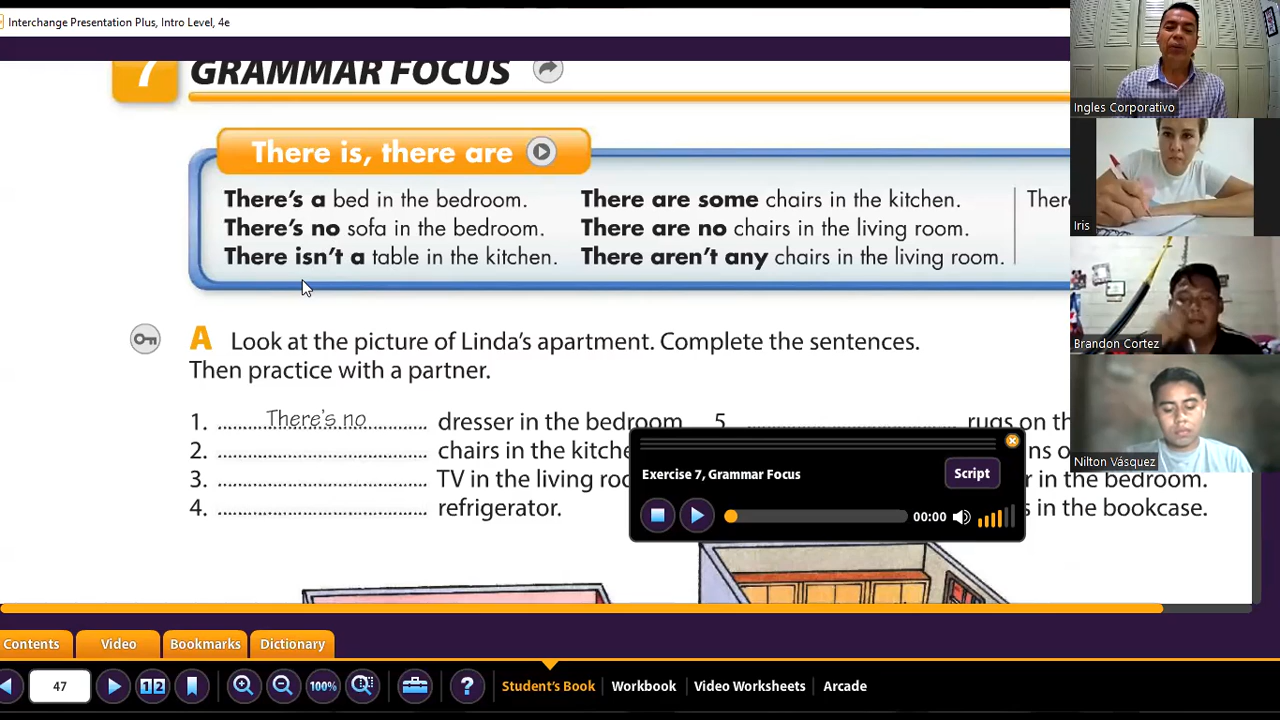 Interchange Presentation Plus, Intro Level, 4e
7 GRAMMAR FOCUS
There is, there are
There's a bed in the bedroom. There are some chairs in the kitchen. There
There's no sofa in the bedroom. There are no chairs in the living room.
There isn't a table in the kitchen. There aren't any chairs in the living room.
A Look at the picture of Linda's apartment. Complete the sentences.
Then practice with a partner.
1. There's no dresser in the bedroom 5 rugs on th
2. chairs in the kitche ns o
3. TV in the living roo r in the bedroom.
4. refrigerator. s in the bookcase.
Exercise 7, Grammar Focus
Script
00:00
Ingles Corporativo
Iris
Brandon Cortez
Nilton Vásquez
Contents Video Bookmarks Dictionary
47 12 100% ? Student's Book Workbook Video Worksheets Arcade